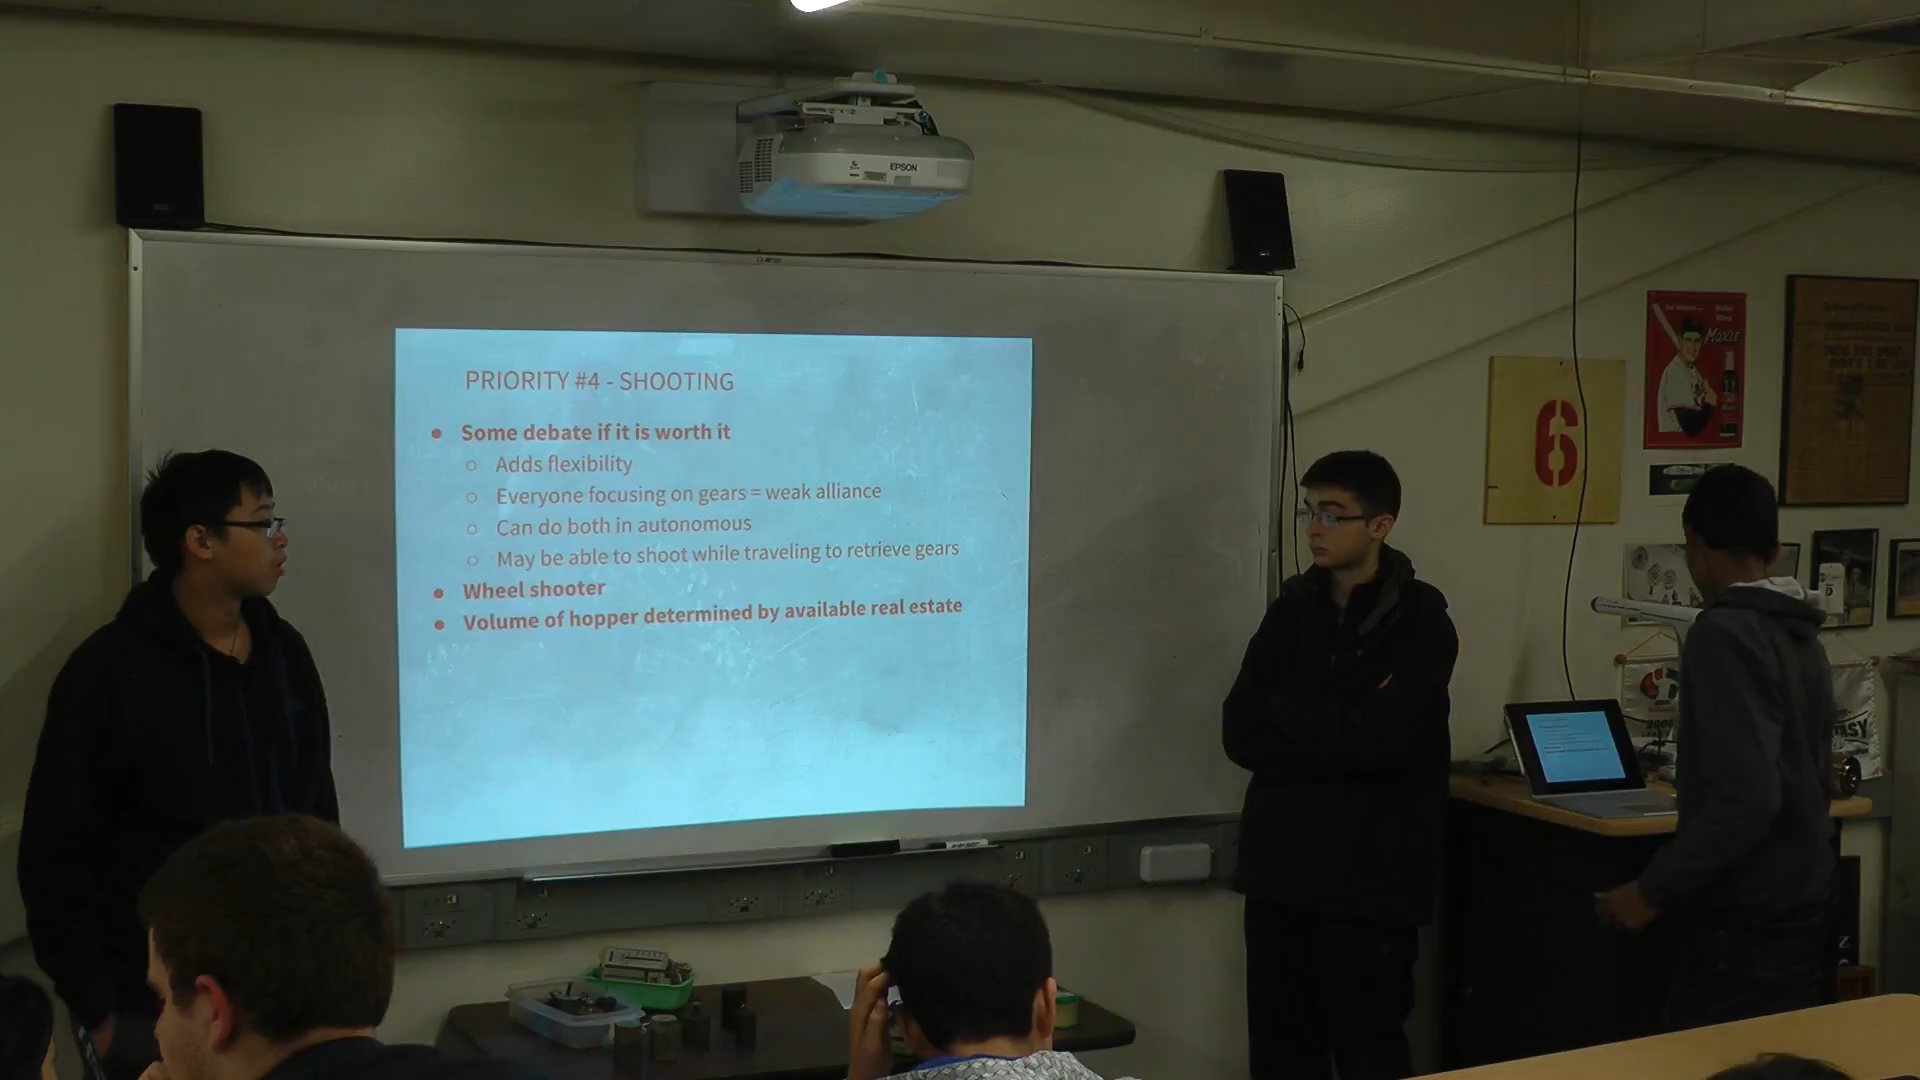 EPSON
PRIORITY #4 - SHOOTING
Some debate if it is worth it
Adds flexibility
Everyone focusing on gears = weak alliance
Can do both in autonomous
May be able to shoot while traveling to retrieve gears
Wheel shooter
Volume of hopper determined by available real estate
6
Moxie